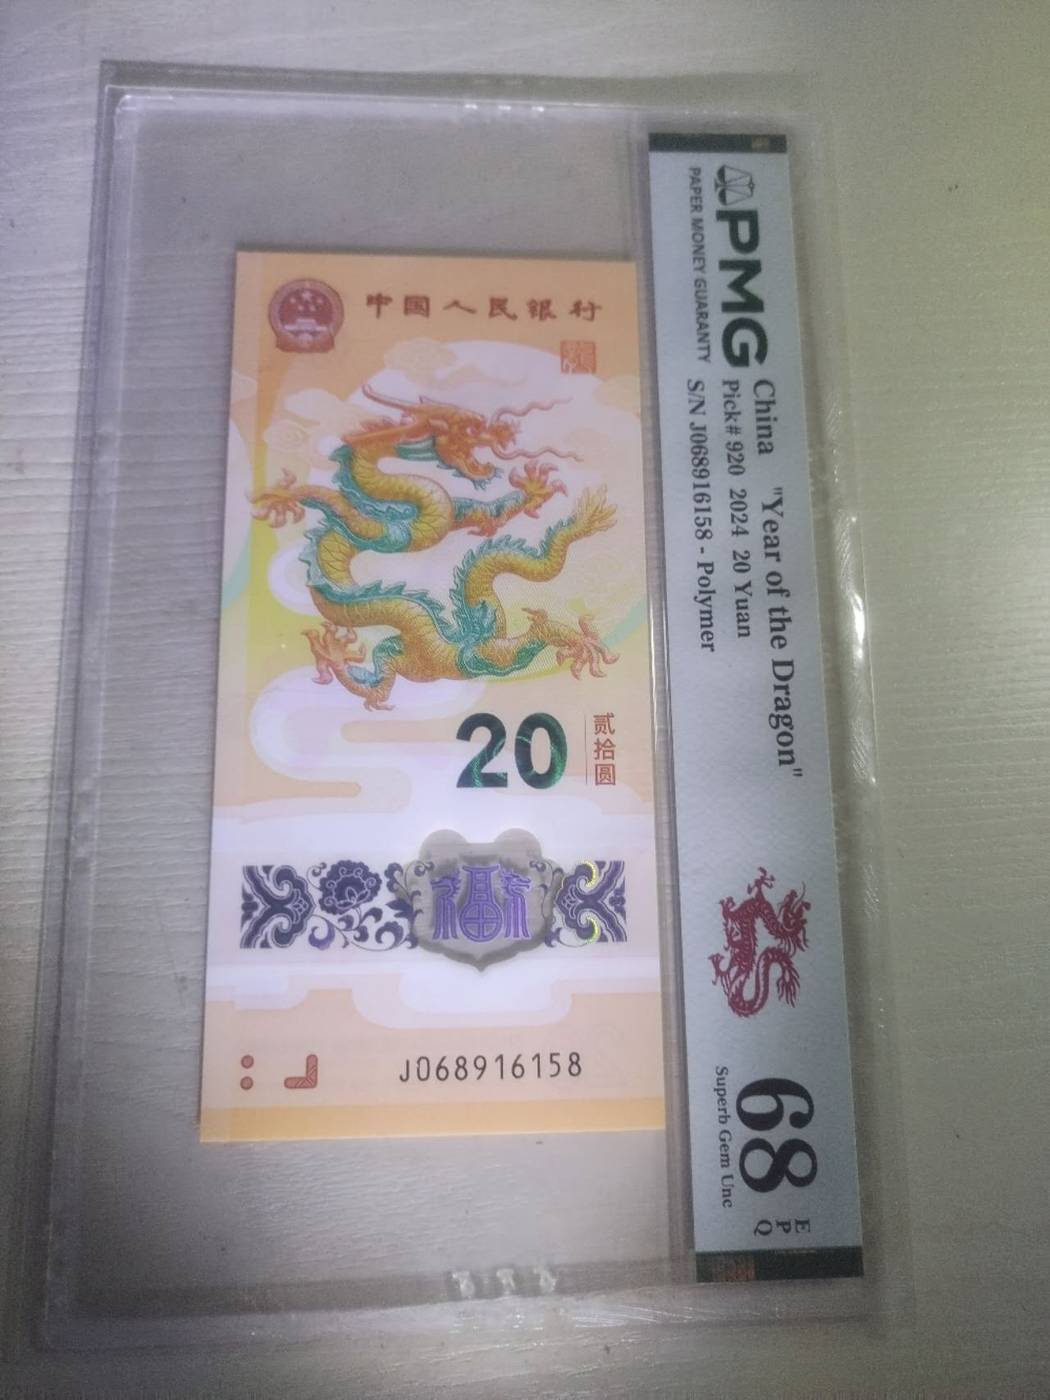 中国人民银行
20
贰拾圆
福
J068916158
PMG
PAPER MONEY GUARANTY
China "Year of the Dragon"
Pick# 920 2024 20 Yuan
S/N J068916158 - Polymer
68 EPQ
Superb Gem Unc